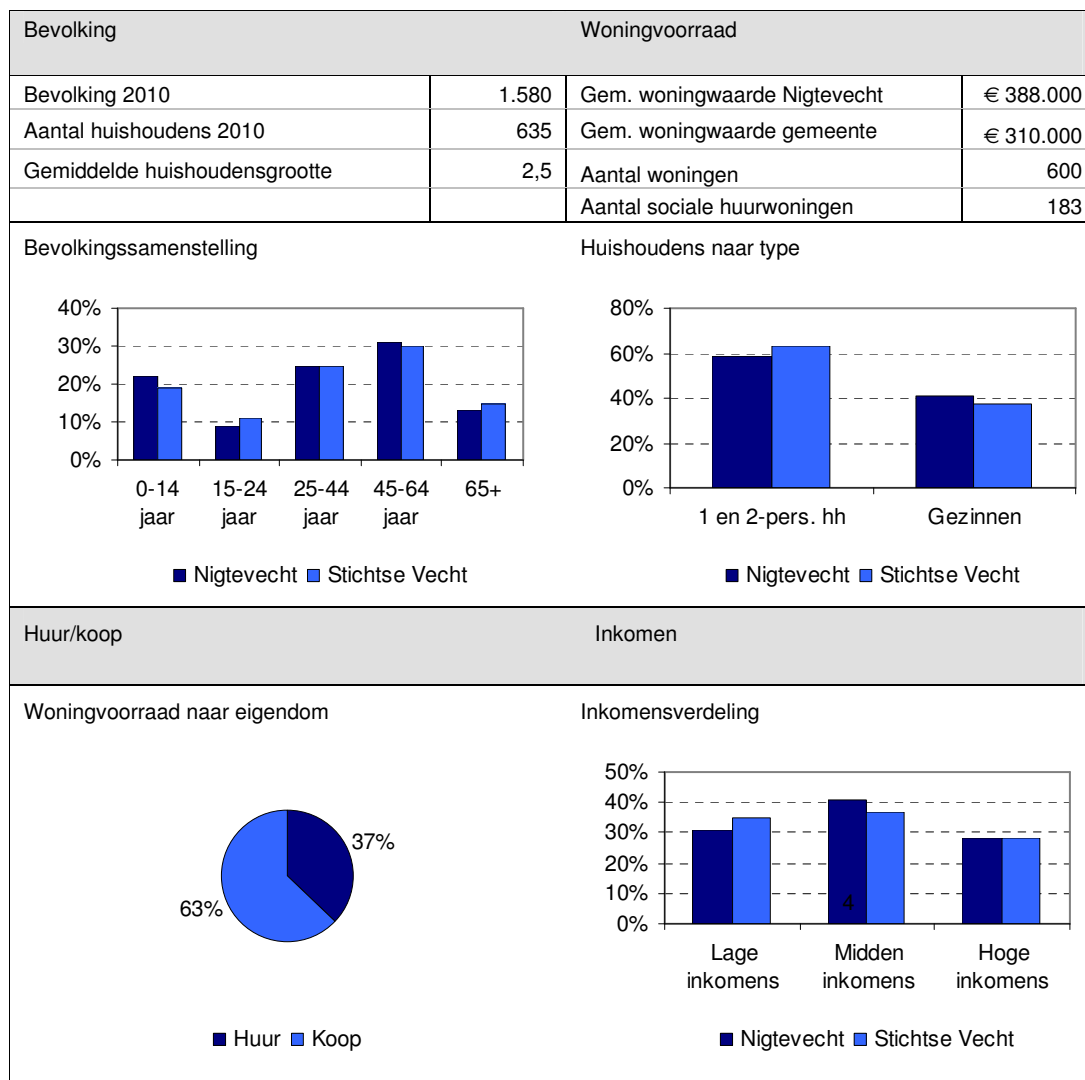 Bevolking
Woningvoorraad
Bevolking 2010 1.580 Gem. woningwaarde Nigtevecht € 388.000
Aantal huishoudens 2010 635 Gem. woningwaarde gemeente € 310.000
Gemiddelde huishoudensgrootte 2,5 Aantal woningen 600
Aantal sociale huurwoningen 183
Bevolkingssamenstelling
40%
30%
20%
10%
0%
0-14 15-24 25-44 45-64 65+
jaar jaar jaar jaar
Nigtevecht Stichtse Vecht
Huishoudens naar type
80%
60%
40%
20%
0%
1 en 2-pers. hh Gezinnen
Nigtevecht Stichtse Vecht
Huur/koop
Inkomen
Woningvoorraad naar eigendom
37%
63%
Huur Koop
Inkomensverdeling
50%
40%
30%
20%
10%
0%
4
Lage Midden Hoge
inkomens inkomens inkomens
Nigtevecht Stichtse Vecht